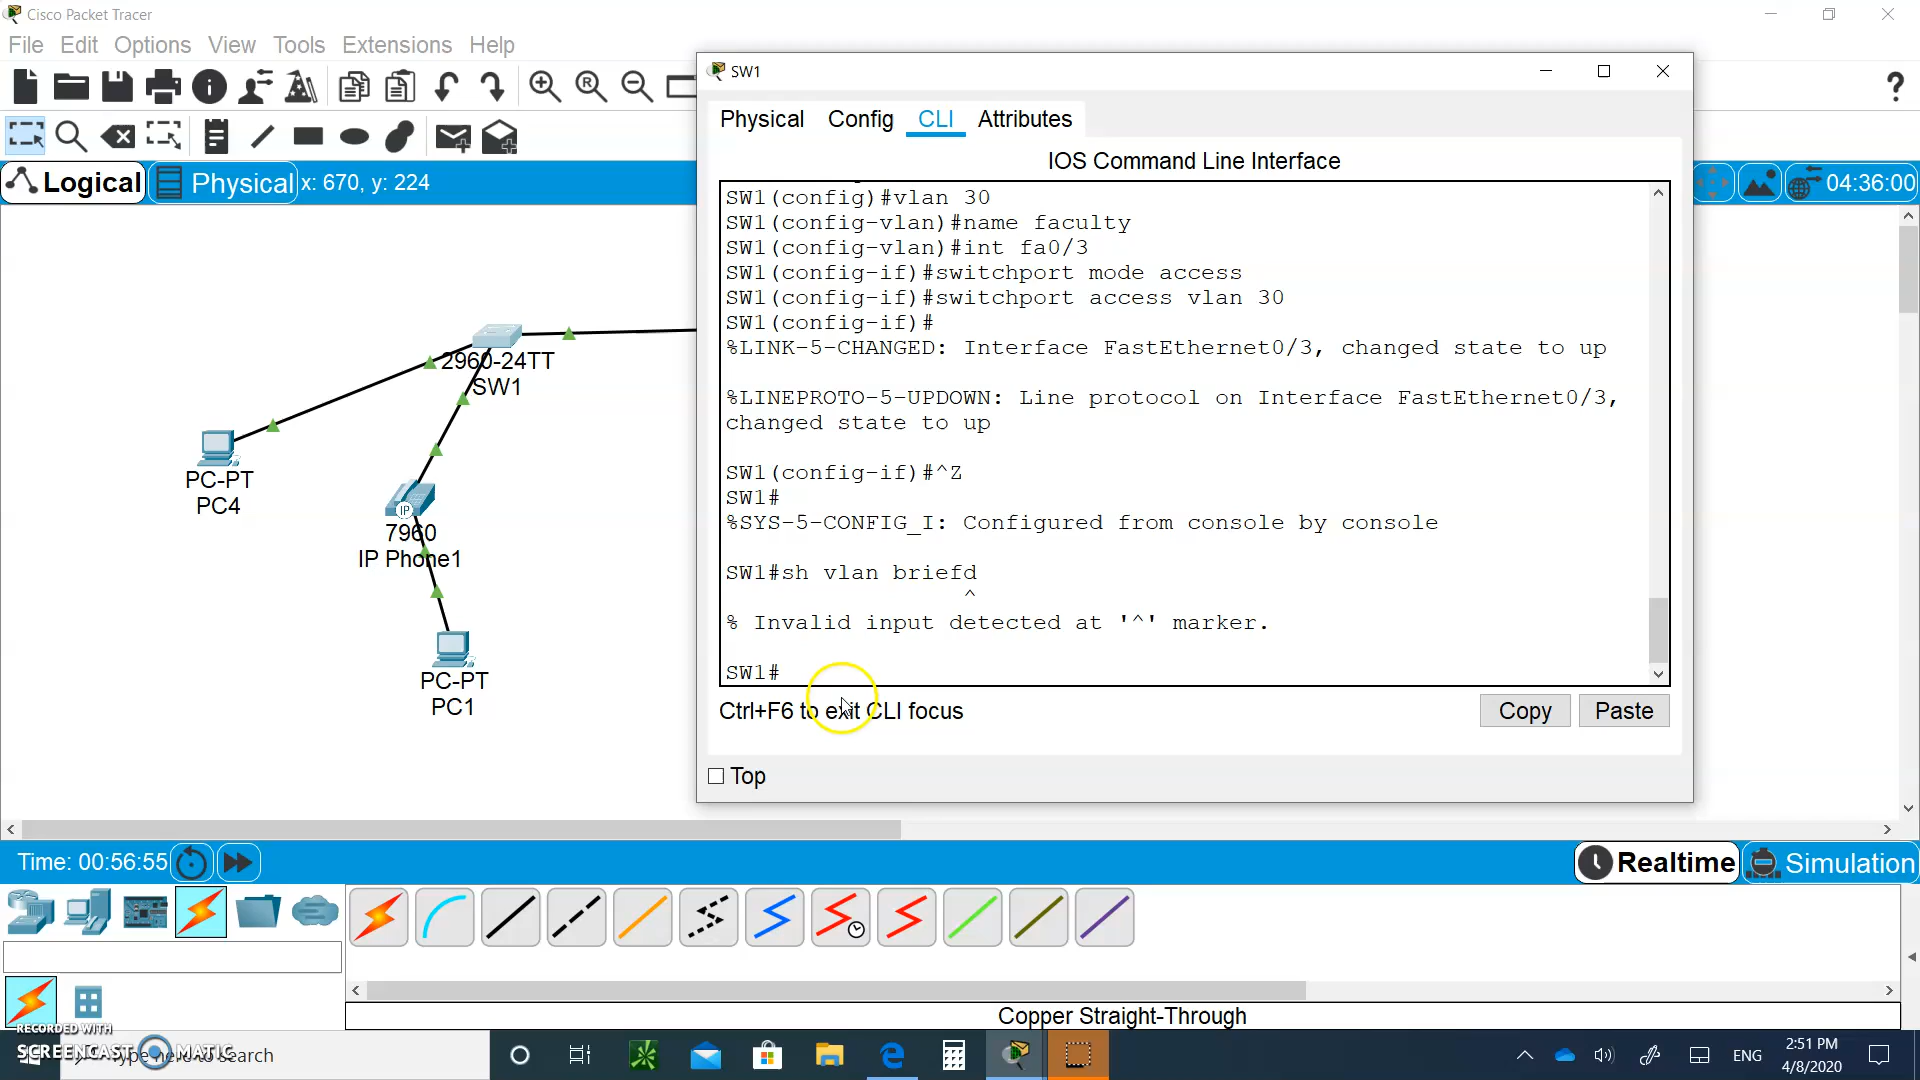 Cisco Packet Tracer
File Edit Options View Tools Extensions Help
SW1
Physical Config CLI Attributes
IOS Command Line Interface
Logical Physical x: 670, y: 224
04:36:00
SW1(config)#vlan 30
SW1(config-vlan)#name faculty
SW1(config-vlan)#int fa0/3
SW1(config-if)#switchport mode access
SW1(config-if)#switchport access vlan 30
SW1(config-if)#
%LINK-5-CHANGED: Interface FastEthernet0/3, changed state to up
%LINEPROTO-5-UPDOWN: Line protocol on Interface FastEthernet0/3,
changed state to up
SW1(config-if)#^Z
SW1#
%SYS-5-CONFIG_I: Configured from console by console
SW1#sh vlan briefd
^
% Invalid input detected at '^' marker.
SW1#
Ctrl+F6 to exit CLI focus
Copy Paste
Top
2960-24TT
SW1
PC-PT
PC4
IP
7960
IP Phone1
PC-PT
PC1
Time: 00:56:55
Realtime Simulation
Copper Straight-Through
RECORDED WITH
SCREENCAST MATIC
Type here to search
ENG
2:51 PM
4/8/2020